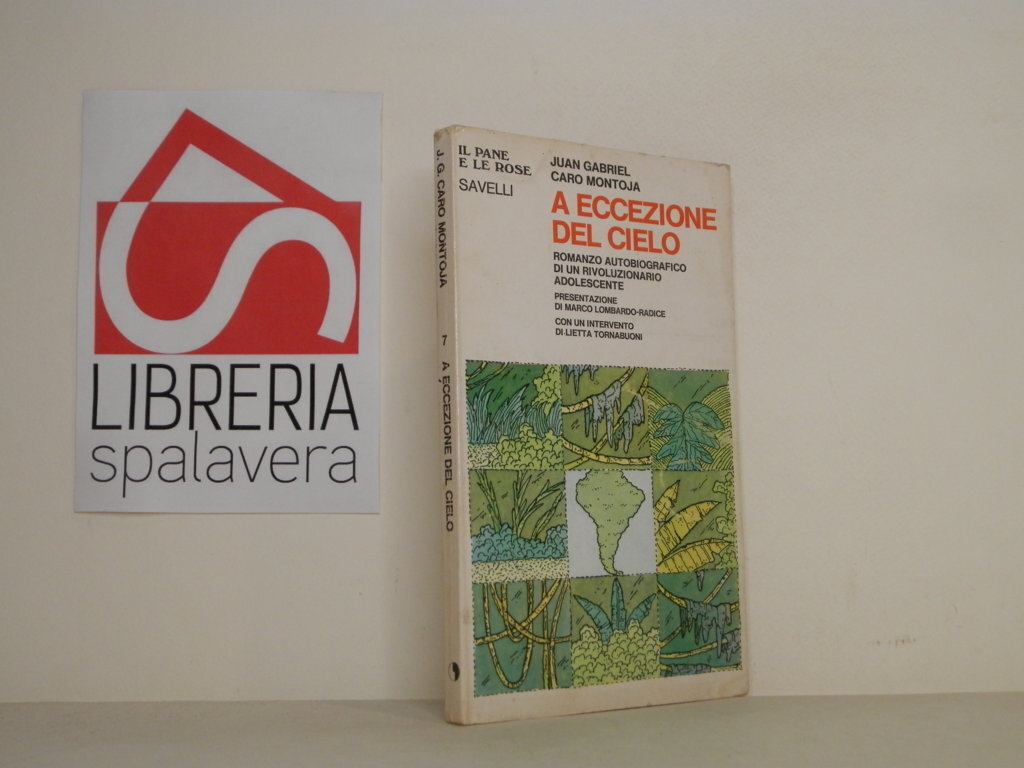 LIBRERIA
spalavera
J. G. CARO MONTOJA 7 A ECCEZIONE DEL CIELO
IL PANE
E LE ROSE
SAVELLI
JUAN GABRIEL
CARO MONTOJA
A ECCEZIONE
DEL CIELO
ROMANZO AUTOBIOGRAFICO
DI UN RIVOLUZIONARIO
ADOLESCENTE
PRESENTAZIONE
DI MARCO LOMBARDO-RADICE
CON UN INTERVENTO
DI LIETTA TORNABUONI